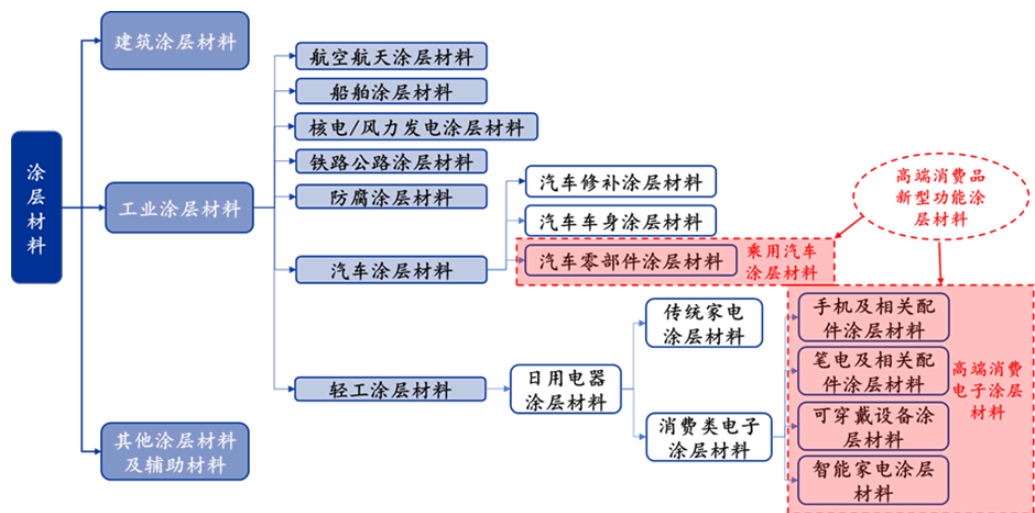 涂
层
材
料
建筑涂层材料
工业涂层材料
其他涂层材料
及辅助材料
航空航天涂层材料
船舶涂层材料
核电/风力发电涂层材料
铁路公路涂层材料
防腐涂层材料
汽车涂层材料
轻工涂层材料
汽车修补涂层材料
汽车车身涂层材料
汽车零部件涂层材料
乘用汽车
涂层材料
日用电器
涂层材料
传统家电
涂层材料
消费类电子
涂层材料
高端消费品
新型功能涂
层材料
手机及相关配
件涂层材料
笔电及相关配
件涂层材料
可穿戴设备涂
层材料
智能家电涂层
材料
高端消费
电子涂层
材料